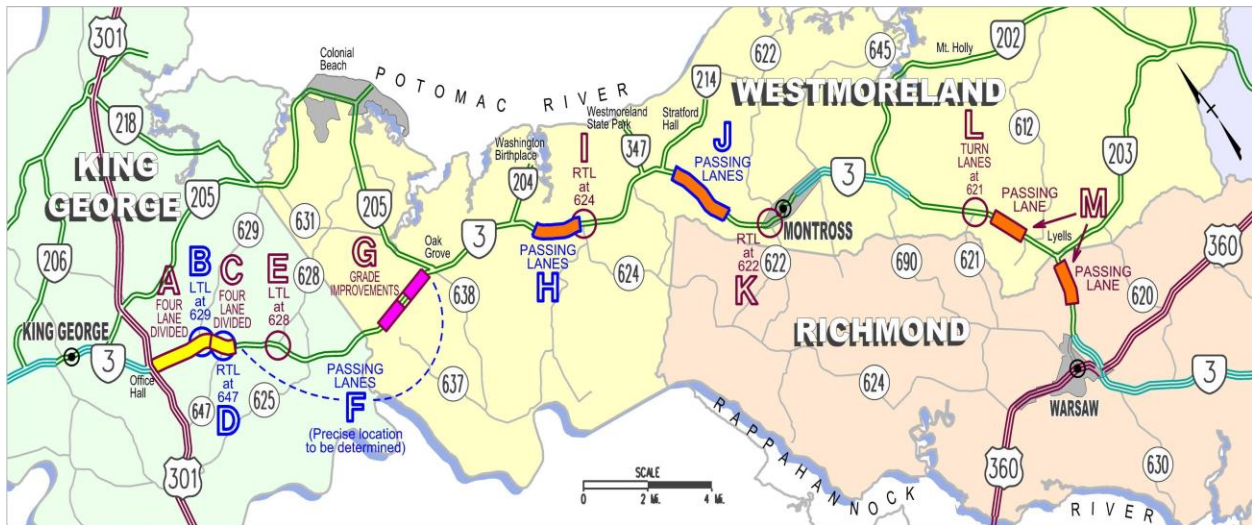 301
Colonial
Beach
POTOMAC RIVER
622
645
Mt. Holly
202
218
KING
GEORGE
205
206
629
631
205
628
Washington
Birthplace
204
Westmoreland
State Park
347
Stratford
Hall
214
WESTMORELAND
612
203
A
FOUR
LANE
DIVIDED
B
LTL
at
629
C
FOUR
LANE
DIVIDED
E
LTL
at
628
G
GRADE
IMPROVEMENTS
Oak
Grove
3
638
PASSING
LANES
H
I
RTL
at
624
624
J
PASSING
LANES
3
MONTROSS
RTL
at
622
K
622
690
L
TURN
LANES
at 621
621
PASSING
LANE
M
Lyells
PASSING
LANE
620
360
KING GEORGE
3
Office
Hall
647
RTL
at
647
D
625
PASSING
LANES
F
(Precise location
to be determined)
637
RICHMOND
624
WARSAW
3
301
SCALE
0 2 Mi. 4 Mi.
RAPPAHANNOCK RIVER
360
630